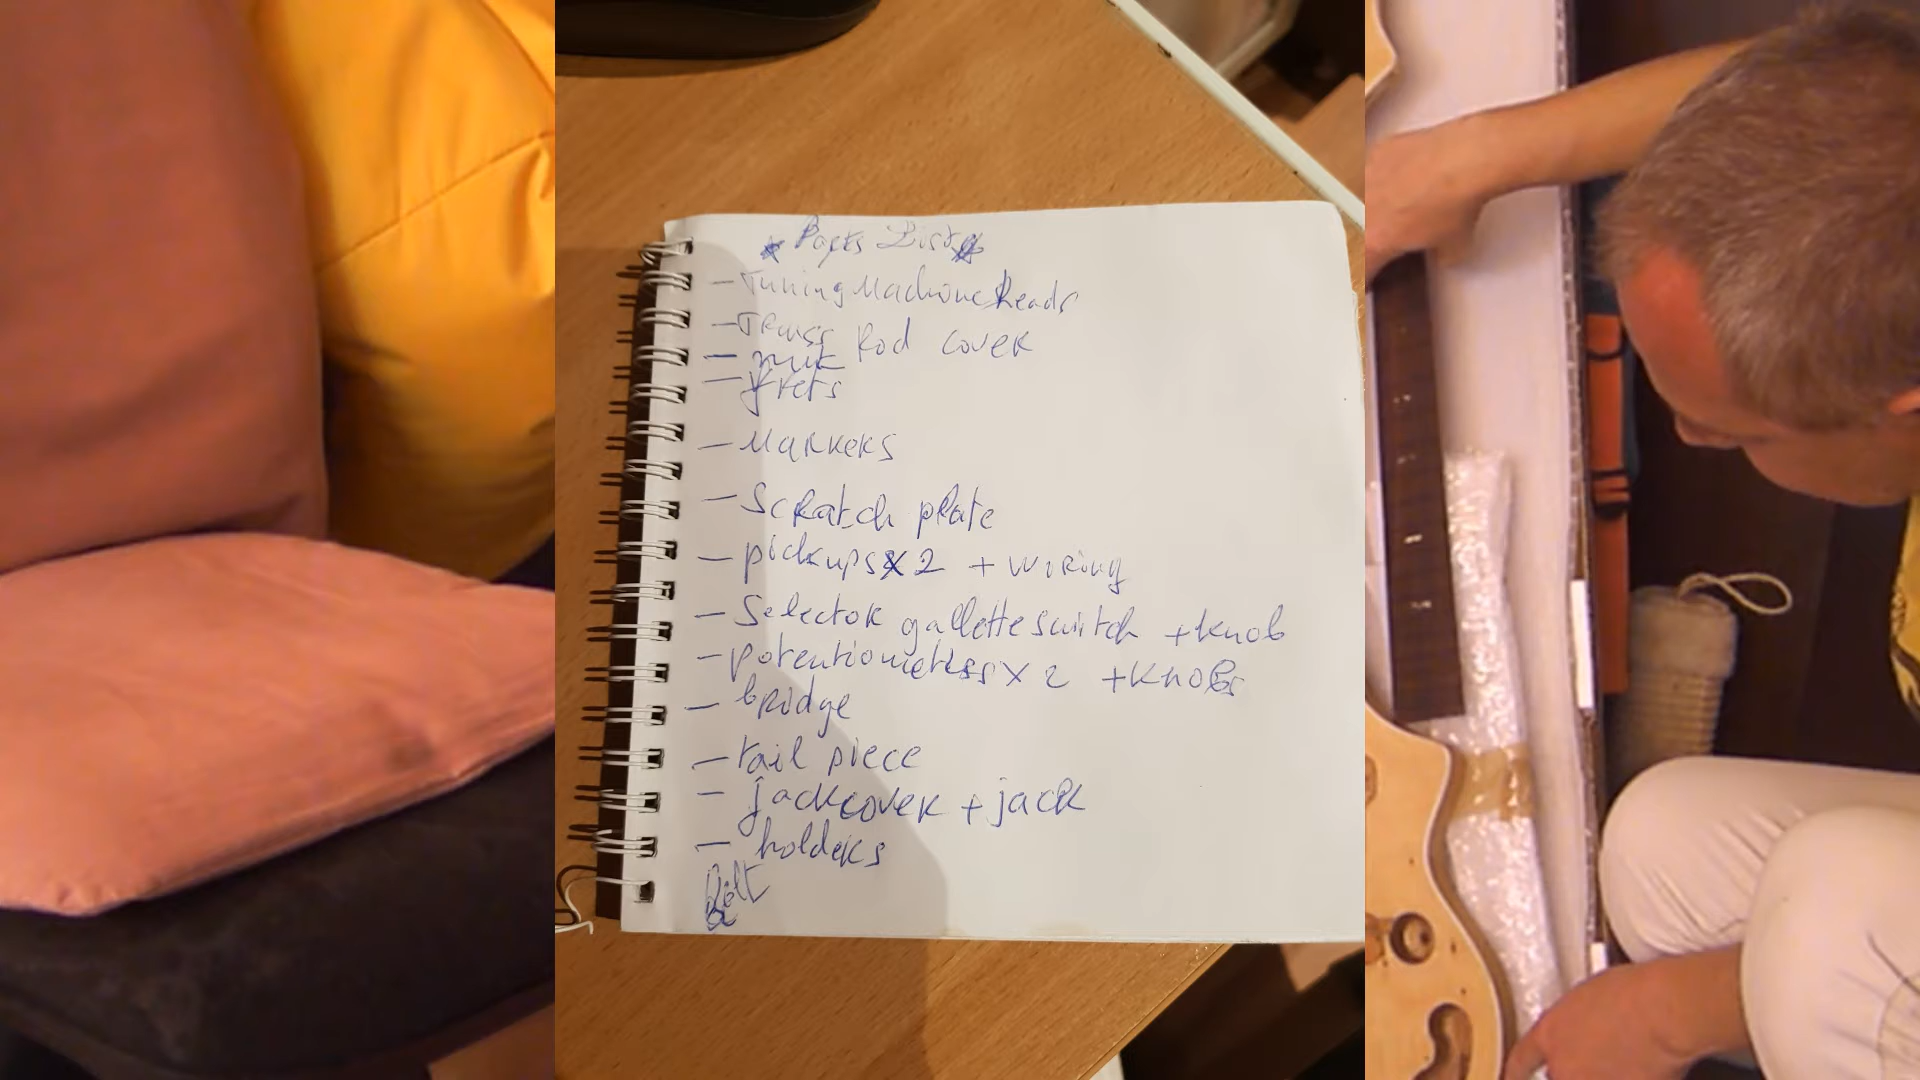 * Parts List *
- Tuning Machine Heads
- Truss Rod cover
- nut
- frets
- Markers
- Scratch plate
- pickups x 2 + wiring
- Selector gallette switch + knob
- potentiometers x 2 + knobs
- bridge
- tail piece
- jack cover + jack
- holders
Belt